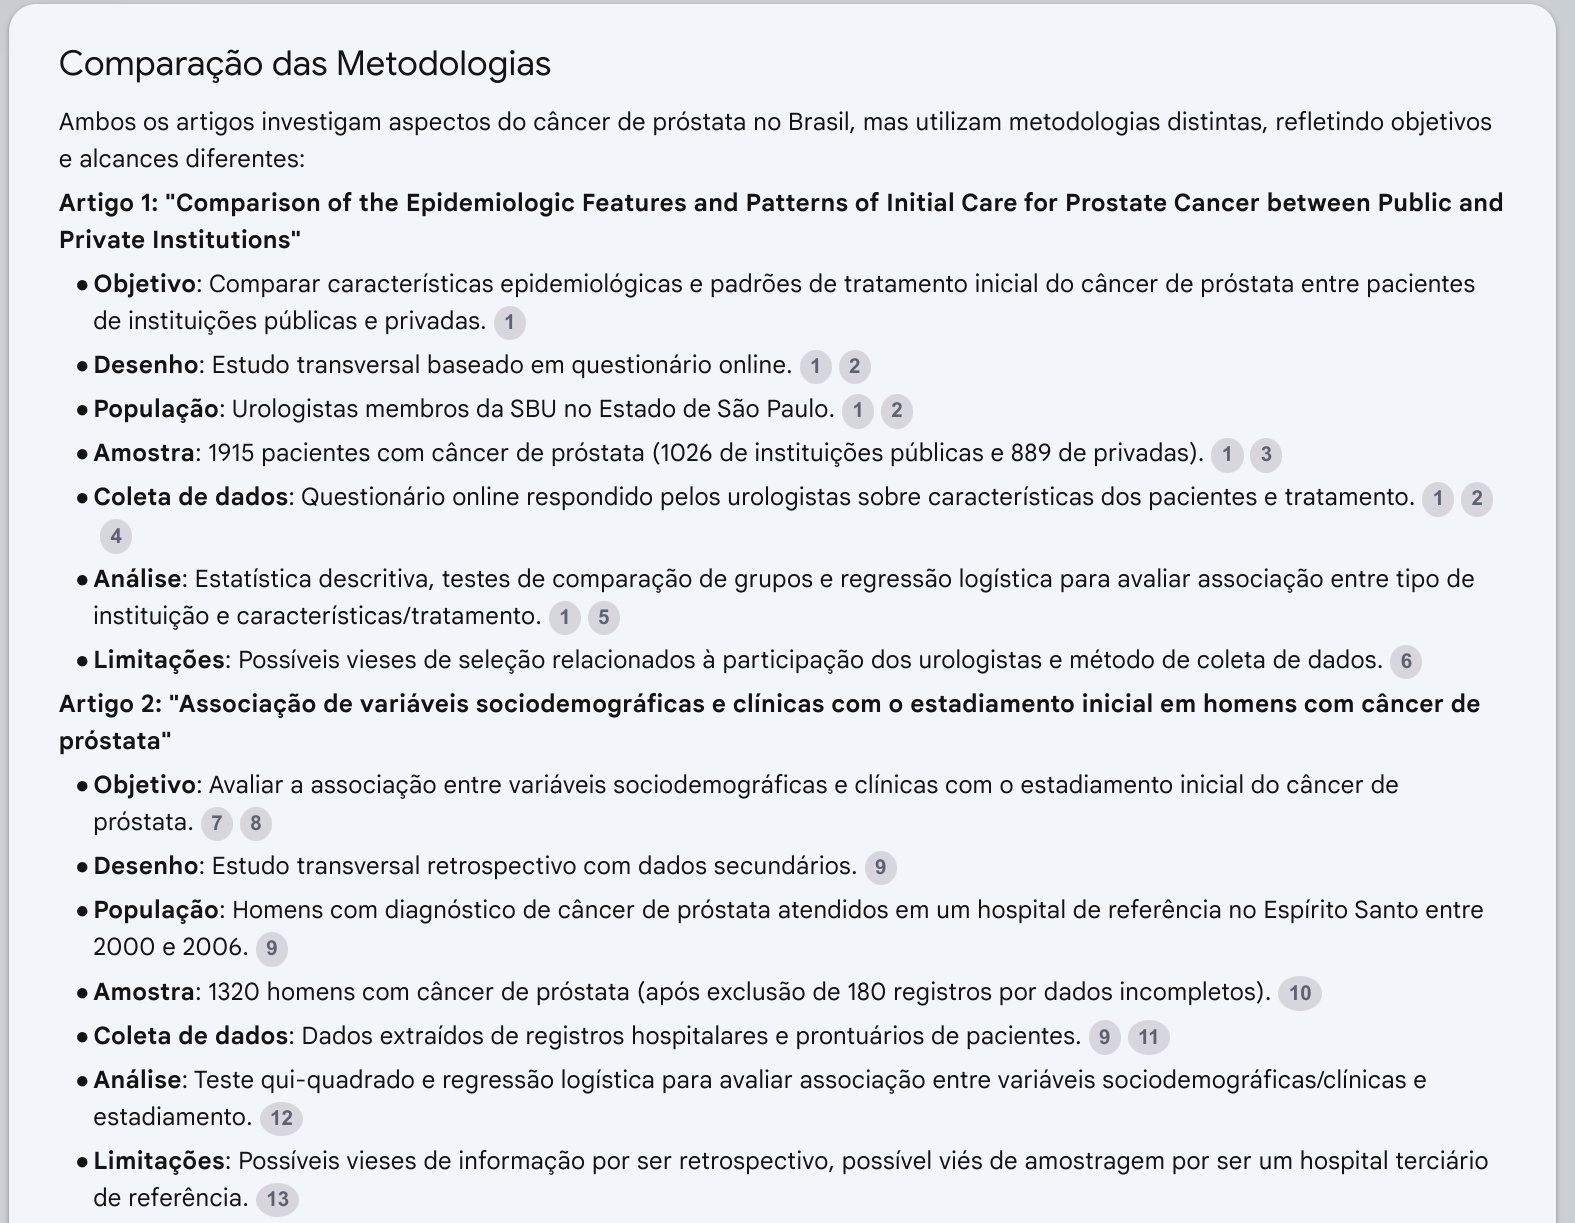 Comparação das Metodologias
Ambos os artigos investigam aspectos do câncer de próstata no Brasil, mas utilizam metodologias distintas, refletindo objetivos
e alcances diferentes:
Artigo 1: "Comparison of the Epidemiologic Features and Patterns of Initial Care for Prostate Cancer between Public and
Private Institutions"
● Objetivo: Comparar características epidemiológicas e padrões de tratamento inicial do câncer de próstata entre pacientes
de instituições públicas e privadas. 1
● Desenho: Estudo transversal baseado em questionário online. 1 2
● População: Urologistas membros da SBU no Estado de São Paulo. 1 2
● Amostra: 1915 pacientes com câncer de próstata (1026 de instituições públicas e 889 de privadas). 1 3
● Coleta de dados: Questionário online respondido pelos urologistas sobre características dos pacientes e tratamento. 1 2
4
● Análise: Estatística descritiva, testes de comparação de grupos e regressão logística para avaliar associação entre tipo de
instituição e características/tratamento. 1 5
● Limitações: Possíveis vieses de seleção relacionados à participação dos urologistas e método de coleta de dados. 6
Artigo 2: "Associação de variáveis sociodemográficas e clínicas com o estadiamento inicial em homens com câncer de
próstata"
● Objetivo: Avaliar a associação entre variáveis sociodemográficas e clínicas com o estadiamento inicial do câncer de
próstata. 7 8
● Desenho: Estudo transversal retrospectivo com dados secundários. 9
● População: Homens com diagnóstico de câncer de próstata atendidos em um hospital de referência no Espírito Santo entre
2000 e 2006. 9
● Amostra: 1320 homens com câncer de próstata (após exclusão de 180 registros por dados incompletos). 10
● Coleta de dados: Dados extraídos de registros hospitalares e prontuários de pacientes. 9 11
● Análise: Teste qui-quadrado e regressão logística para avaliar associação entre variáveis sociodemográficas/clínicas e
estadiamento. 12
● Limitações: Possíveis vieses de informação por ser retrospectivo, possível viés de amostragem por ser um hospital terciário
de referência. 13